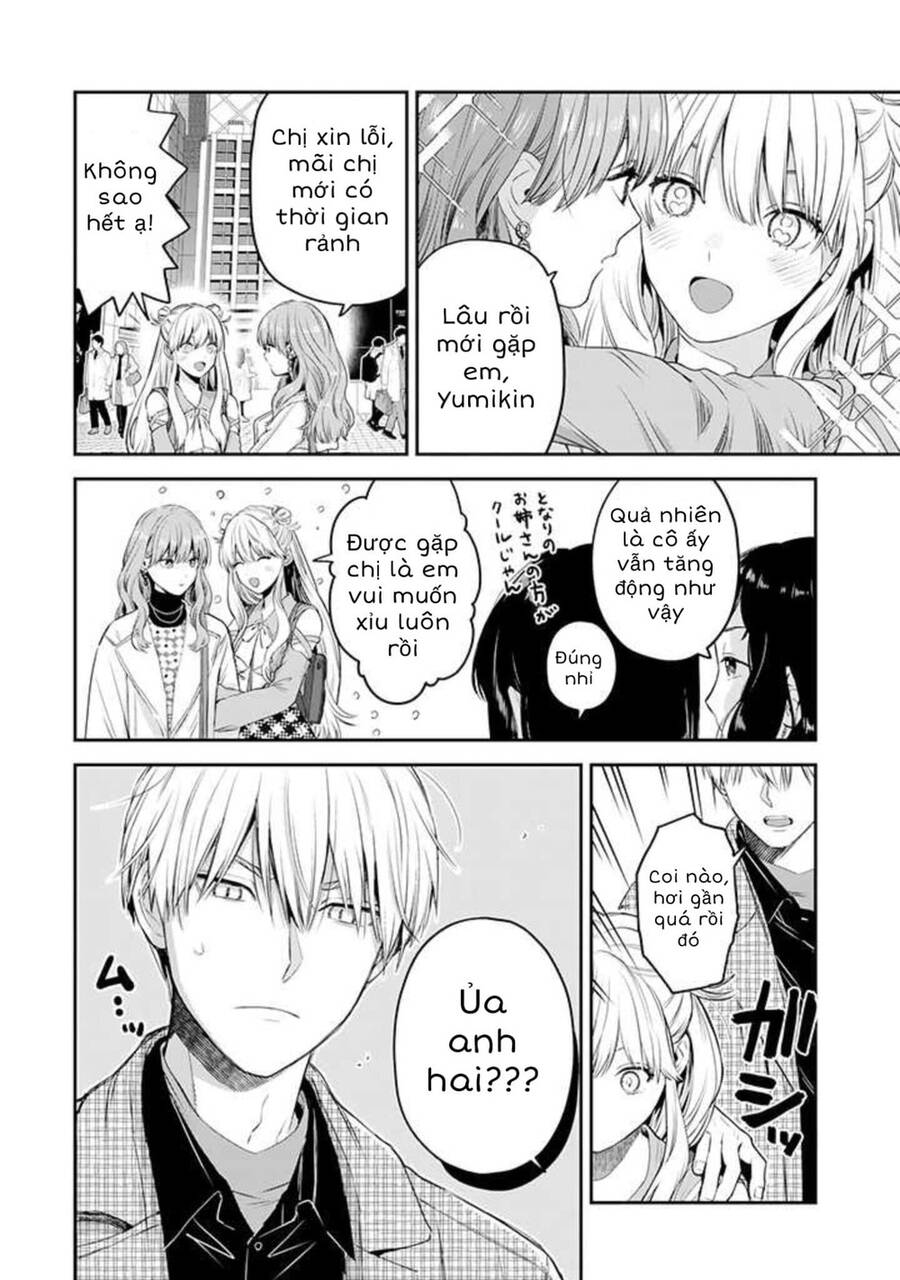 Lâu rồi
mới gặp
em,
Yumikin
Chị xin lỗi,
mãi chị
mới có
thời gian
rảnh
Không
sao
hết ạ!
Quả nhiên
là cô ấy
vẫn tăng
động như
vậy
Đúng
nhi
となりの
お姉さんの方が
クールじゃん
Được gặp
chị là em
vui muốn
xỉu luôn
rồi
Coi nào,
hơi gần
quá rồi
đó
ガシッ
Ủa
anh
hai???
ム…